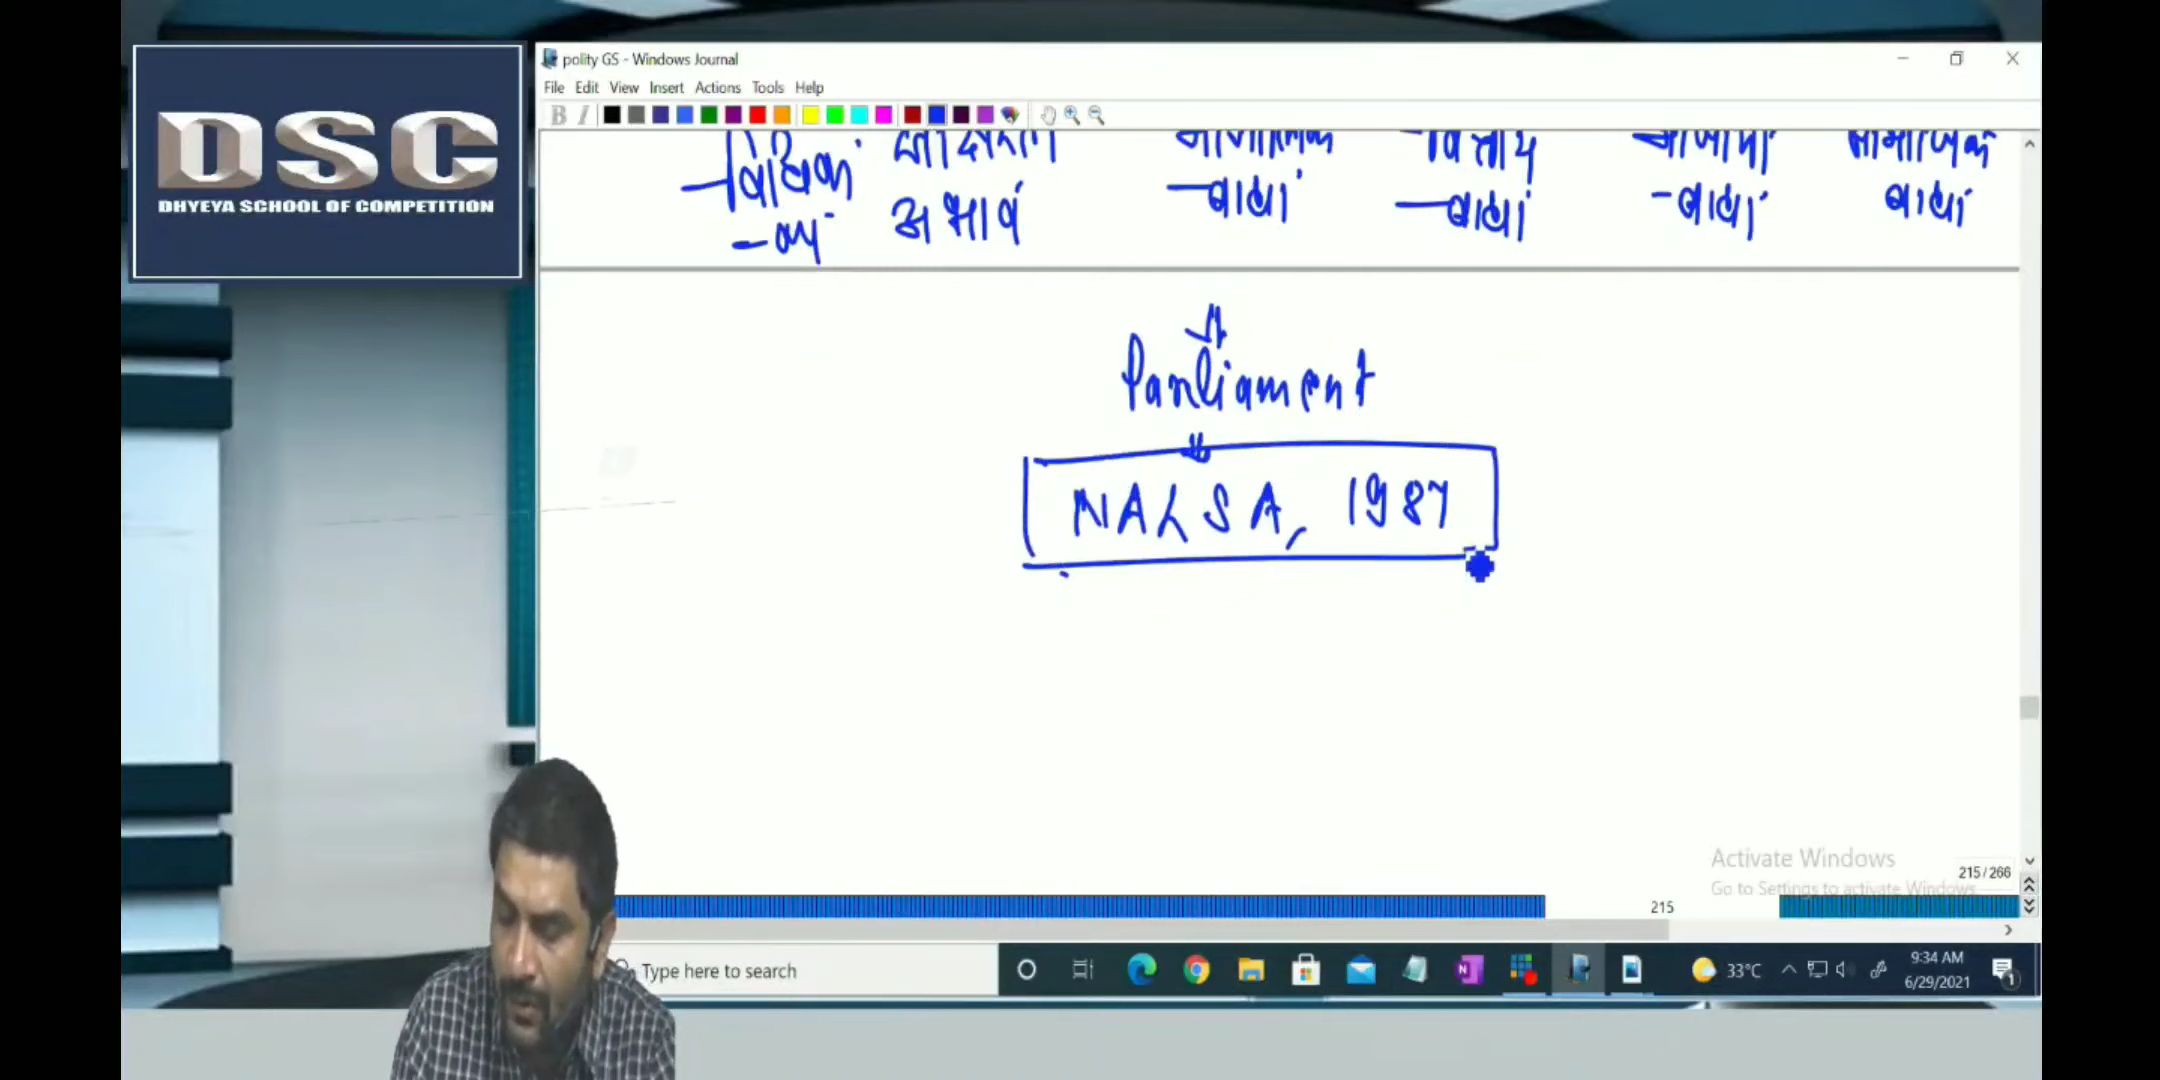 DSC
DHYEYA SCHOOL OF COMPETITION
polity GS - Windows Journal
File Edit View Insert Actions Tools Help
B I
विधिक
अभाव बाधा बाधा बाधा बाधा
Parliament
NALSA, 1987
Activate Windows
215/266
Go to Settings to activate Windows.
215
Type here to search
33°C
9:34 AM
6/29/2021
1